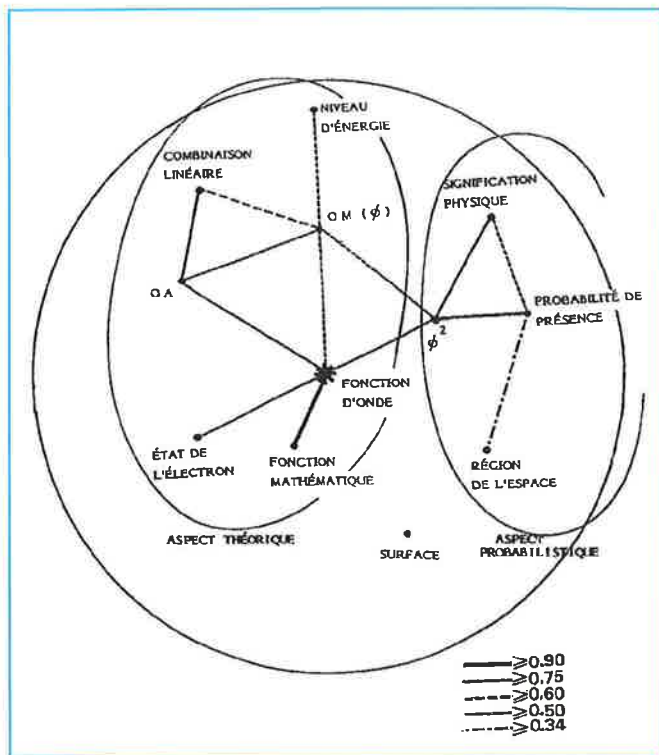 NIVEAU
D'ÉNERGIE
COMBINAISON
LINÉAIRE
SIGNIFICATION
PHYSIQUE
OM (ϕ)
OA
PROBABILITÉ DE
PRÉSENCE
ϕ²
FONCTION
D'ONDE
ÉTAT DE
L'ÉLECTRON
FONCTION
MATHÉMATIQUE
RÉGION
DE L'ESPACE
ASPECT THÉORIQUE
SURFACE
ASPECT
PROBABILISTIQUE
⩾0.90
⩾0.75
⩾0.60
⩾0.50
⩾0.34